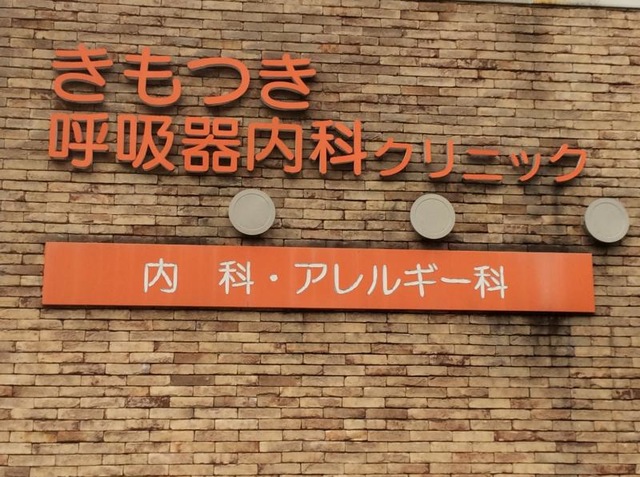 きもつき
呼吸器内科クリニック
内科・アレルギー科